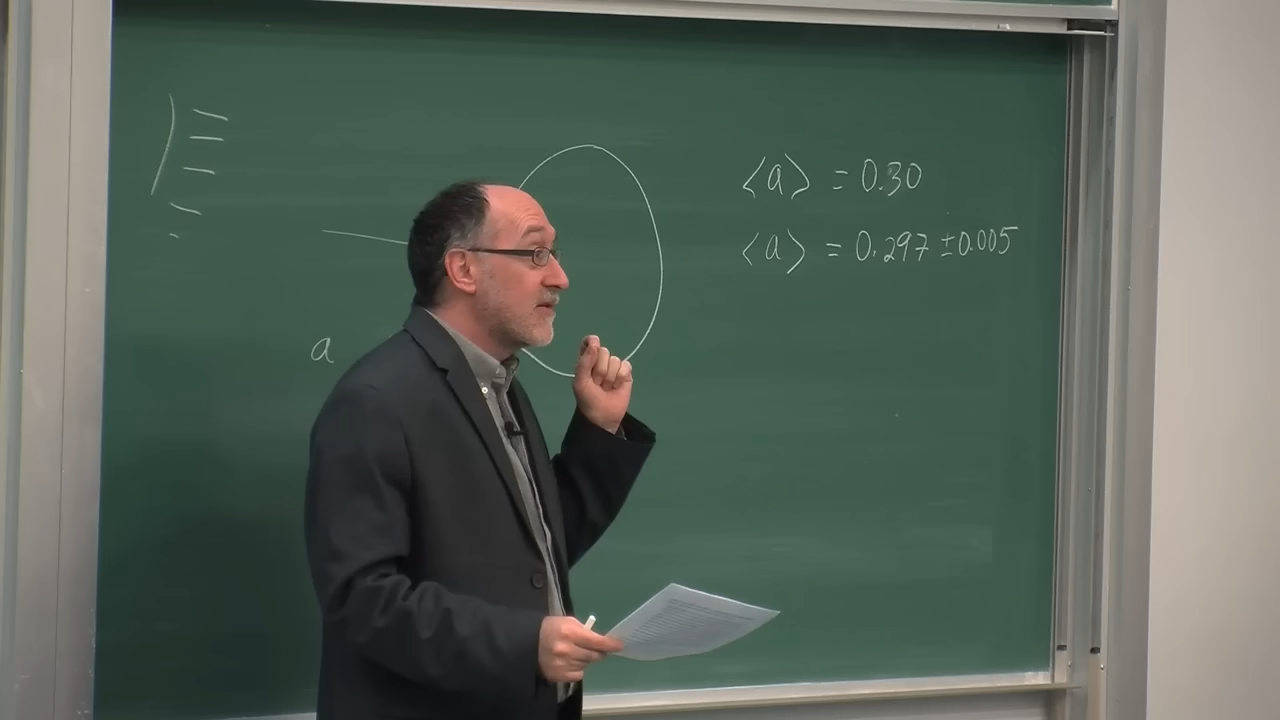 ⟨a⟩ = 0.30
⟨a⟩ = 0.297 ±0.005
a